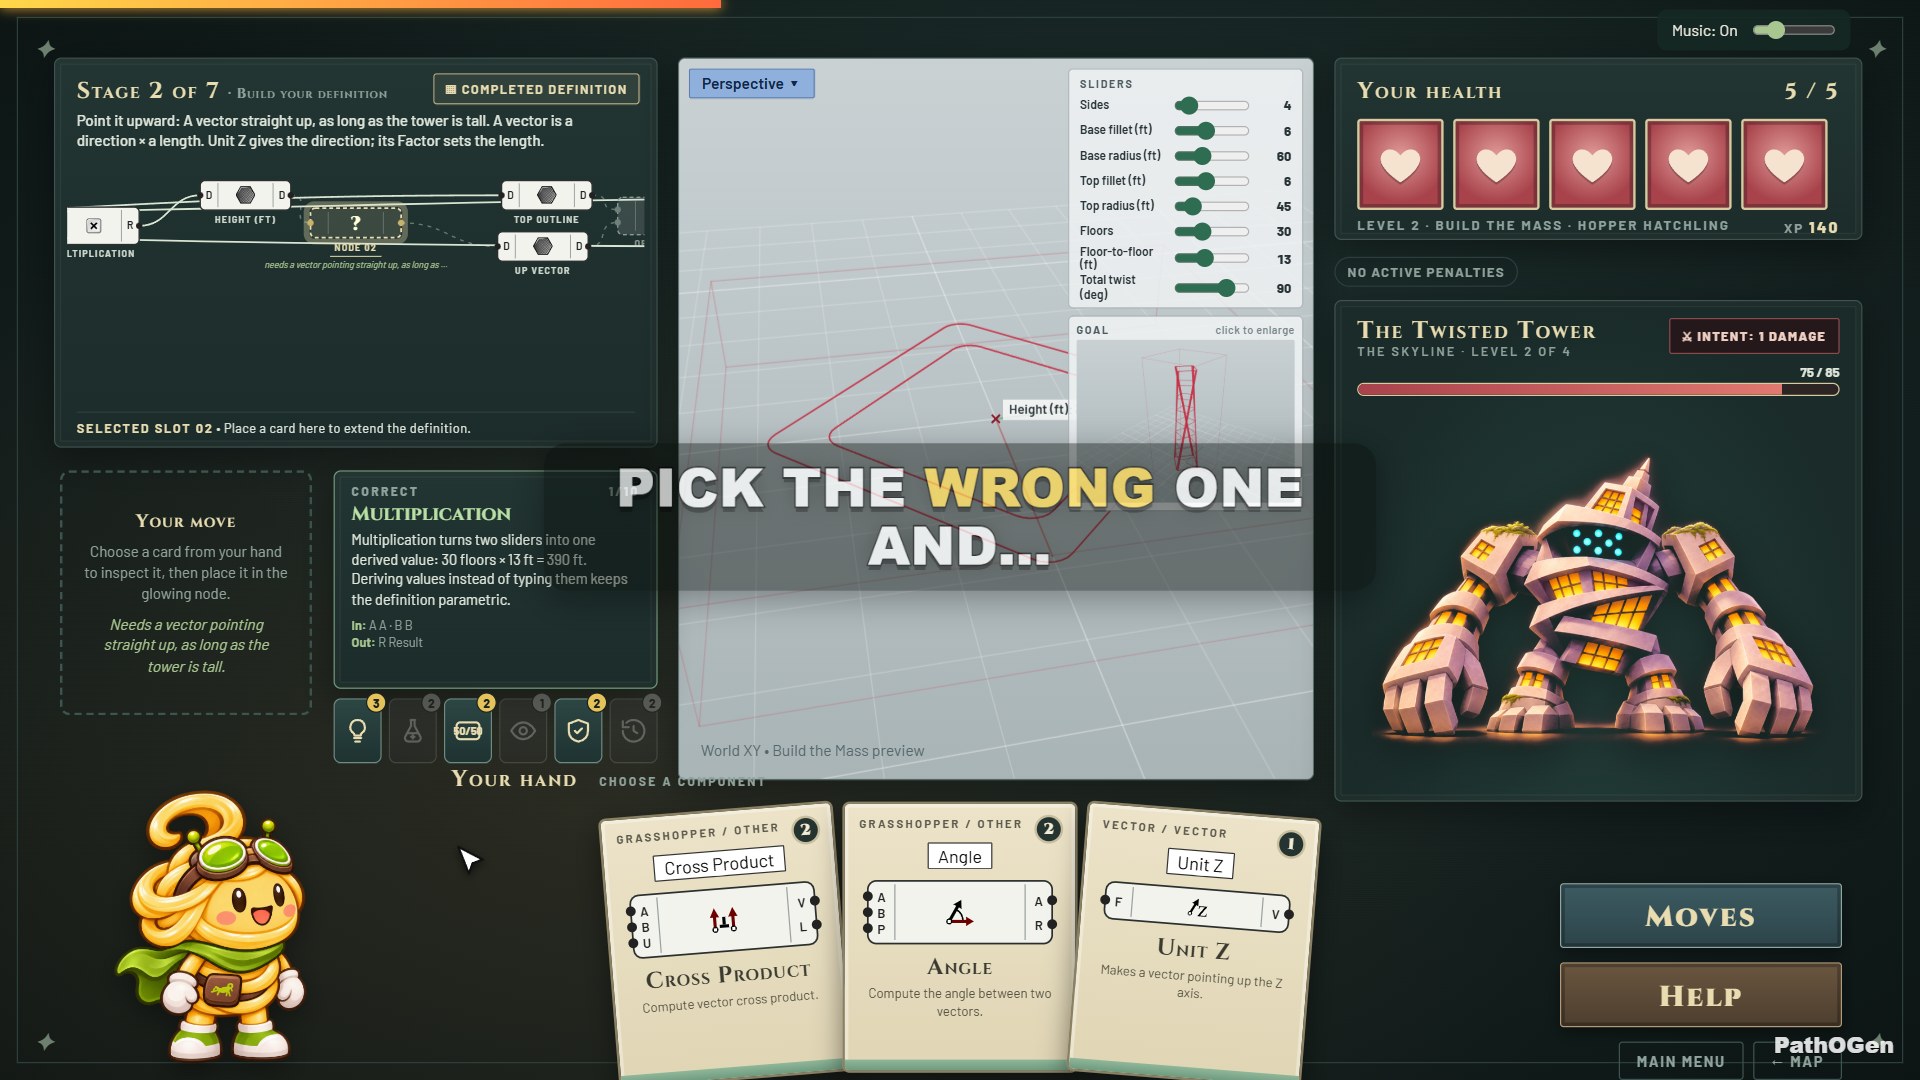 Music: On
STAGE 2 OF 7 · BUILD YOUR DEFINITION
COMPLETED DEFINITION
Point it upward: A vector straight up, as long as the tower is tall. A vector is a
direction × a length. Unit Z gives the direction; its Factor sets the length.
D D
HEIGHT (FT)
R
LTIPLICATION
?
NODE 02
needs a vector pointing straight up, as long as ...
D D
TOP OUTLINE
D D
UP VECTOR
SELECTED SLOT 02 • Place a card here to extend the definition.
YOUR MOVE
Choose a card from your hand
to inspect it, then place it in the
glowing node.
Needs a vector pointing
straight up, as long as the
tower is tall.
CORRECT
MULTIPLICATION
Multiplication turns two sliders into one
derived value: 30 floors × 13 ft = 390 ft.
Deriving values instead of typing them keeps
the definition parametric.
In: A A · B B
Out: R Result
3
2
50/50 2
1
2
2
Perspective ▼
SLIDERS
Sides 4
Base fillet (ft) 6
Base radius (ft) 60
Top fillet (ft) 6
Top radius (ft) 45
Floors 30
Floor-to-floor
(ft) 13
Total twist
(deg) 90
GOAL click to enlarge
Height (ft)
PICK THE WRONG ONE
AND...
World XY • Build the Mass preview
YOUR HEALTH 5 / 5
LEVEL 2 · BUILD THE MASS · HOPPER HATCHLING XP 140
NO ACTIVE PENALTIES
THE TWISTED TOWER
THE SKYLINE · LEVEL 2 OF 4
INTENT: 1 DAMAGE
75 / 85
YOUR HAND CHOOSE A COMPONENT
GRASSHOPPER / OTHER 2
Cross Product
A B U V L
CROSS PRODUCT
Compute vector cross product.
GRASSHOPPER / OTHER 2
Angle
A B P A R
ANGLE
Compute the angle between two
vectors.
VECTOR / VECTOR 1
Unit Z
F Z V
UNIT Z
Makes a vector pointing up the Z
axis.
MOVES
HELP
MAIN MENU
← MAP
PathOGen